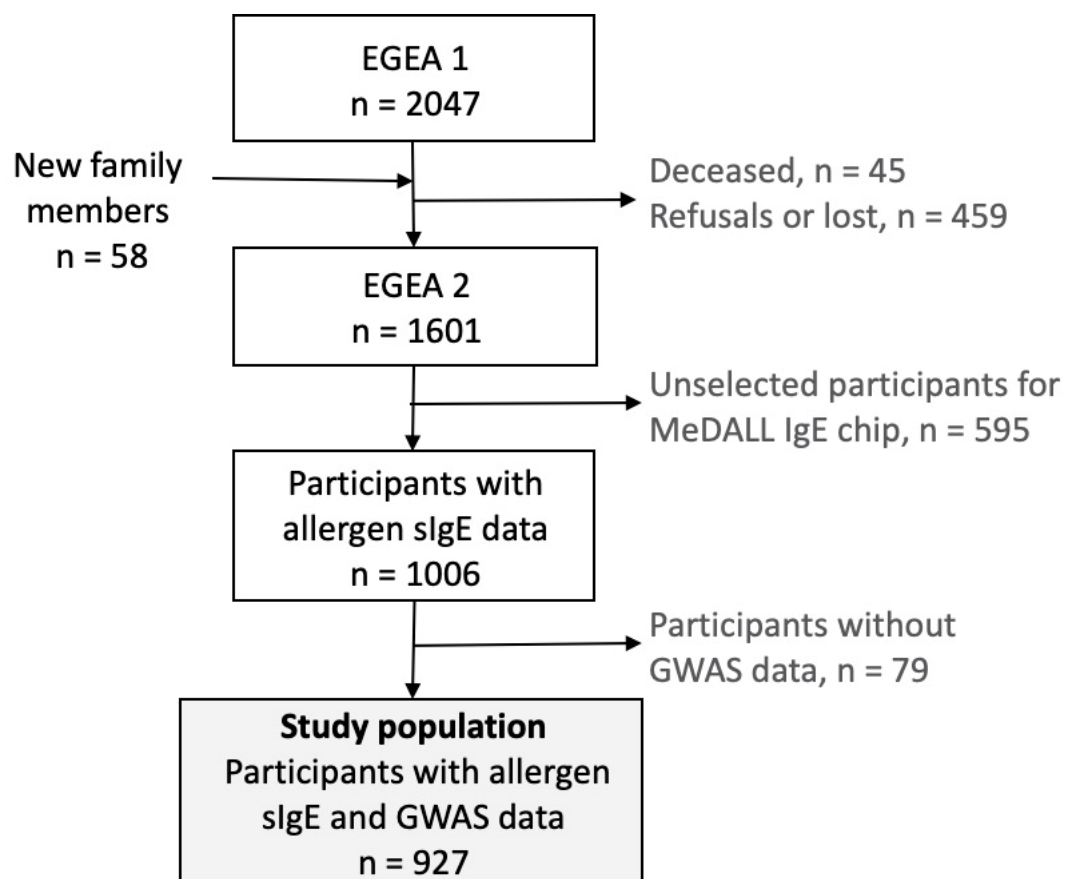 EGEA 1
n = 2047
New family
members
n = 58
Deceased, n = 45
Refusals or lost, n = 459
EGEA 2
n = 1601
Unselected participants for
MeDALL IgE chip, n = 595
Participants with
allergen sIgE data
n = 1006
Participants without
GWAS data, n = 79
Study population
Participants with allergen
sIgE and GWAS data
n = 927